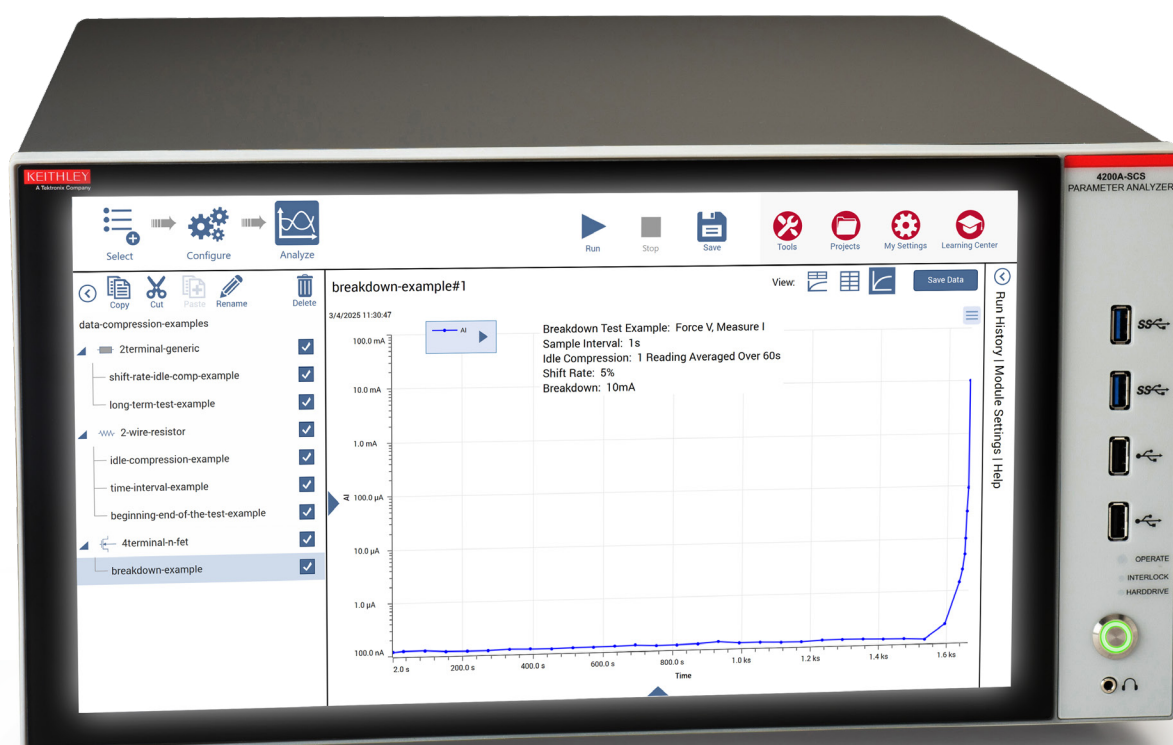 KEITHLEY
A Tektronix Company
4200A-SCS
PARAMETER ANALYZER
Select
Configure
Analyze
Run
Stop
Save
Tools
Projects
My Settings
Learning Center
Copy
Cut
Paste
Rename
Delete
data-compression-examples
2terminal-generic
shift-rate-idle-comp-example
long-term-test-example
2-wire-resistor
idle-compression-example
time-interval-example
beginning-end-of-the-test-example
4terminal-n-fet
breakdown-example
breakdown-example#1
View:
Save Data
3/4/2025 11:30:47
AI
Breakdown Test Example: Force V, Measure I
Sample Interval: 1s
Idle Compression: 1 Reading Averaged Over 60s
Shift Rate: 5%
Breakdown: 10mA
100.0 mA
10.0 mA
1.0 mA
AI
100.0 µA
10.0 µA
1.0 µA
100.0 nA
2.0 s
200.0 s
400.0 s
600.0 s
800.0 s
1.0 ks
1.2 ks
1.4 ks
1.6 ks
Time
Run History | Module Settings | Help
SS
SS
OPERATE
INTERLOCK
HARDDRIVE